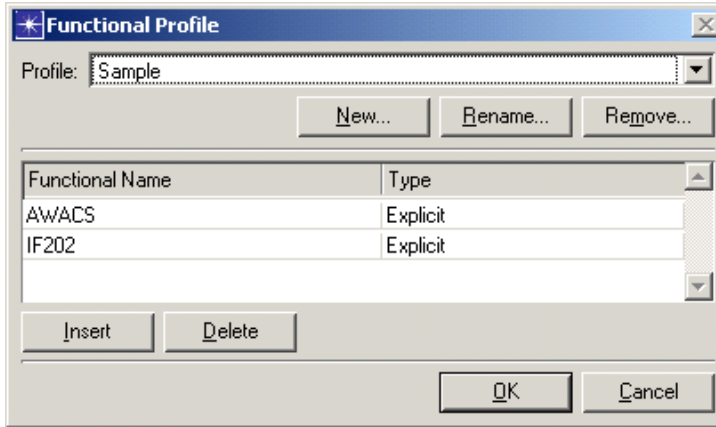 Functional Profile
Profile: Sample
New... Rename... Remove...
Functional Name Type
AWACS Explicit
IF202 Explicit
Insert Delete
OK Cancel